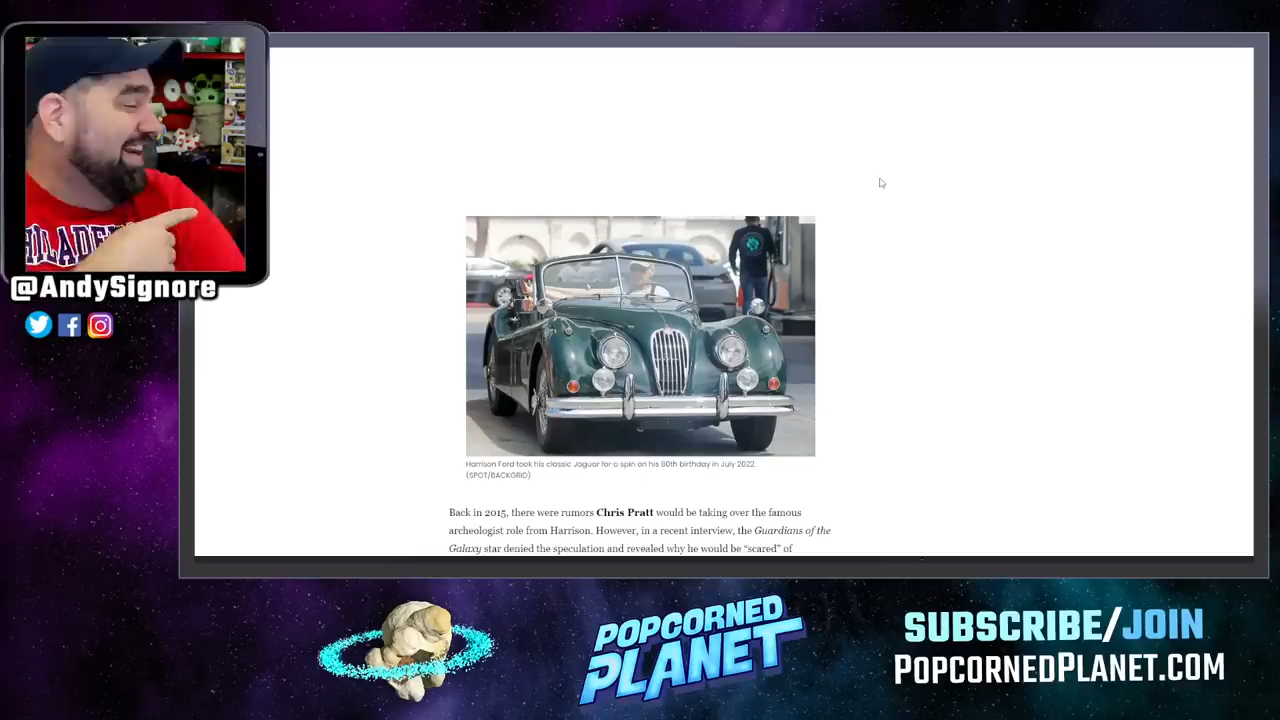 HILADE
@AndySignore
Harrison Ford took his classic Jaguar for a spin on his 80th birthday in July 2022.
(SPOT/BACKGRID)
Back in 2015, there were rumors Chris Pratt would be taking over the famous
archeologist role from Harrison. However, in a recent interview, the Guardians of the
Galaxy star denied the speculation and revealed why he would be “scared” of
POPCORNED
PLANET
SUBSCRIBE/JOIN
POPCORNEDPLANET.COM